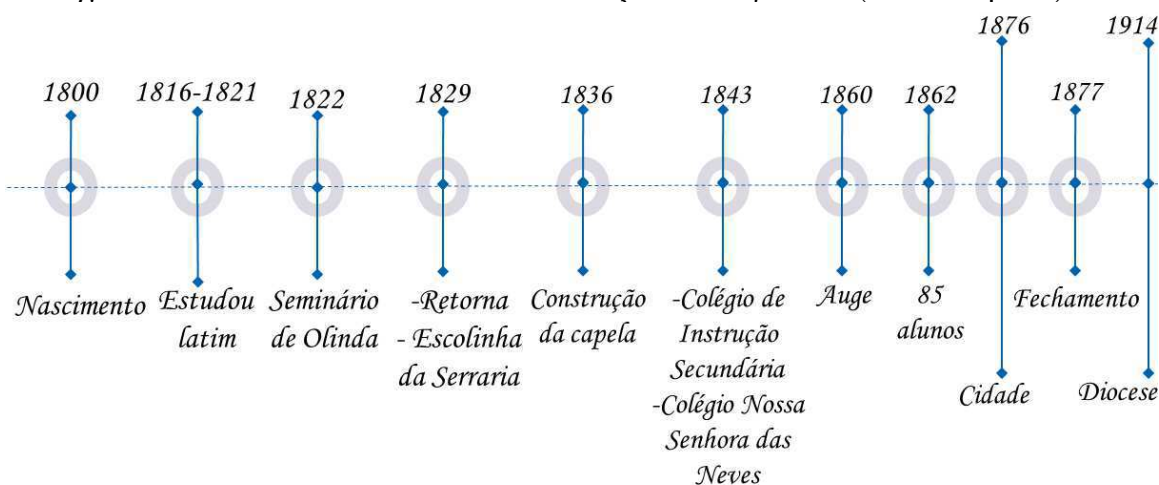 1800
1816-1821
1822
1829
1836
1843
1860
1862
1876
1877
1914
Nascimento
Estudou
latim
Seminário
de Olinda
-Retorna
- Escolinha
da Serraria
Construção
da capela
-Colégio de
Instrução
Secundária
-Colégio Nossa
Senhora das
Neves
Auge
85
alunos
Cidade
Fechamento
Diocese